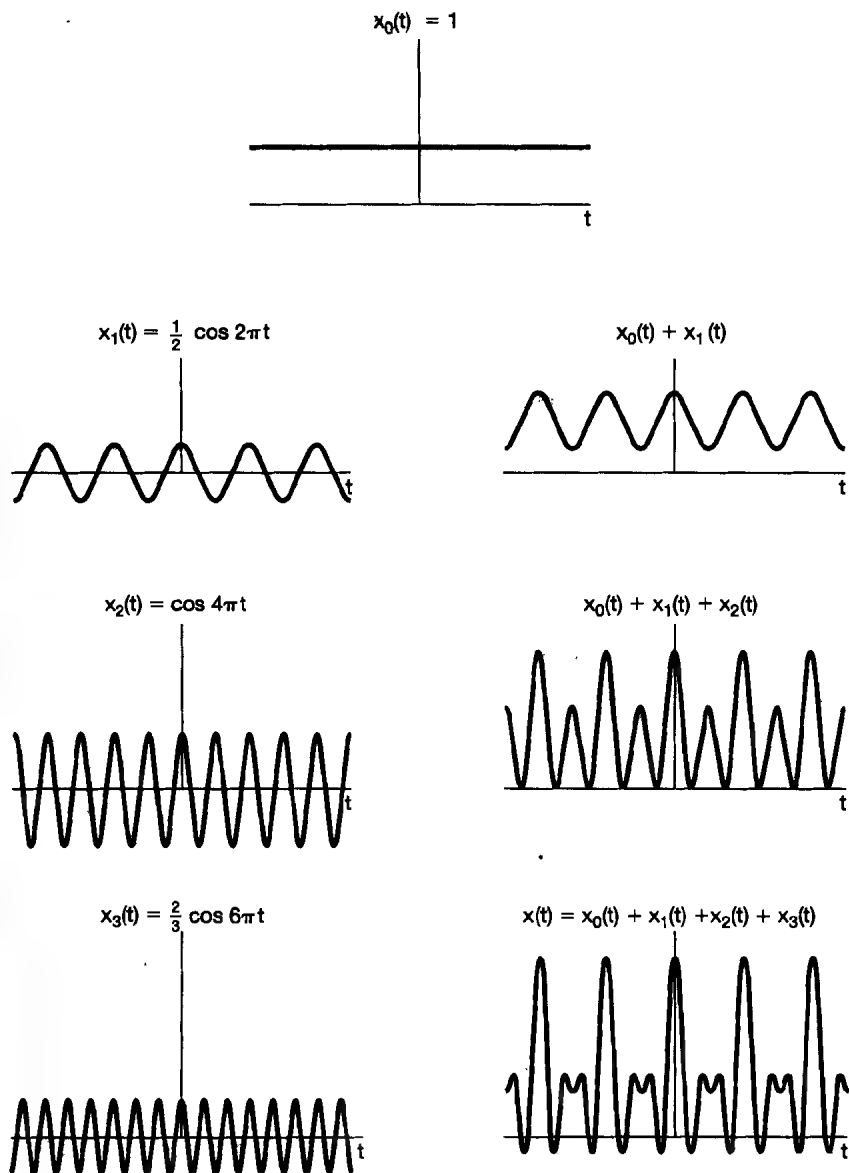 x₀(t) = 1
t
x₁(t) = 1/2 cos 2πt
x₀(t) + x₁(t)
t
t
x₂(t) = cos 4πt
x₀(t) + x₁(t) + x₂(t)
t
t
x₃(t) = 2/3 cos 6πt
x(t) = x₀(t) + x₁(t) + x₂(t) + x₃(t)
t
t